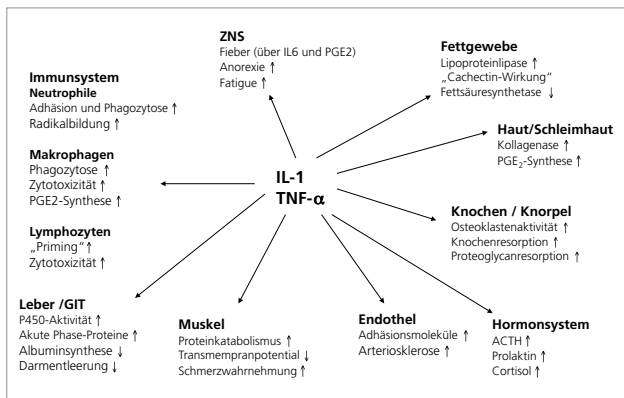 ZNS
Fieber (über IL6 und PGE2)
Anorexie ↑
Fatigue ↑
Fettgewebe
Lipoproteinlipase ↑
„Cachectin-Wirkung“
Fettsäuresynthetase ↓
Immunsystem
Neutrophile
Adhäsion und Phagozytose ↑
Radikalbildung ↑
Haut/Schleimhaut
Kollagenase ↑
PGE₂-Synthese ↑
Makrophagen
Phagozytose ↑
Zytotoxizität ↑
PGE2-Synthese ↑
IL-1
TNF-α
Knochen / Knorpel
Osteoklastenaktivität ↑
Knochenresorption ↑
Proteoglycanresorption ↑
Lymphozyten
„Priming“ ↑
Zytotoxizität ↑
Leber /GIT
P450-Aktivität ↑
Akute Phase-Proteine ↑
Albuminsynthese ↓
Darmentleerung ↓
Muskel
Proteinkatabolismus ↑
Transmempranpotential ↓
Schmerzwahrnehmung ↑
Endothel
Adhäsionsmoleküle ↑
Arteriosklerose ↑
Hormonsystem
ACTH ↑
Prolaktin ↑
Cortisol ↑